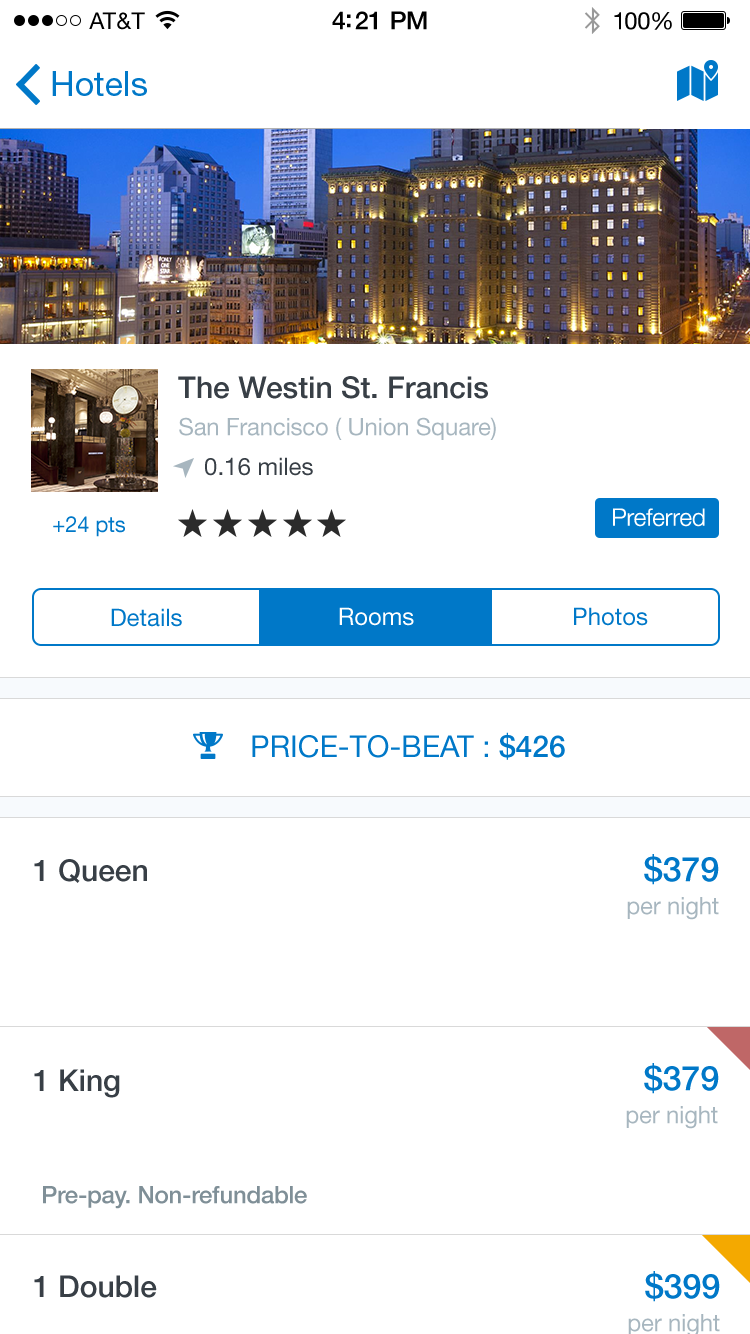 AT&T 4:21 PM 100%
Hotels
The Westin St. Francis
San Francisco ( Union Square)
0.16 miles
+24 pts
Preferred
Details Rooms Photos
PRICE-TO-BEAT : $426
1 Queen $379
per night
1 King $379
per night
Pre-pay. Non-refundable
1 Double $399
per night